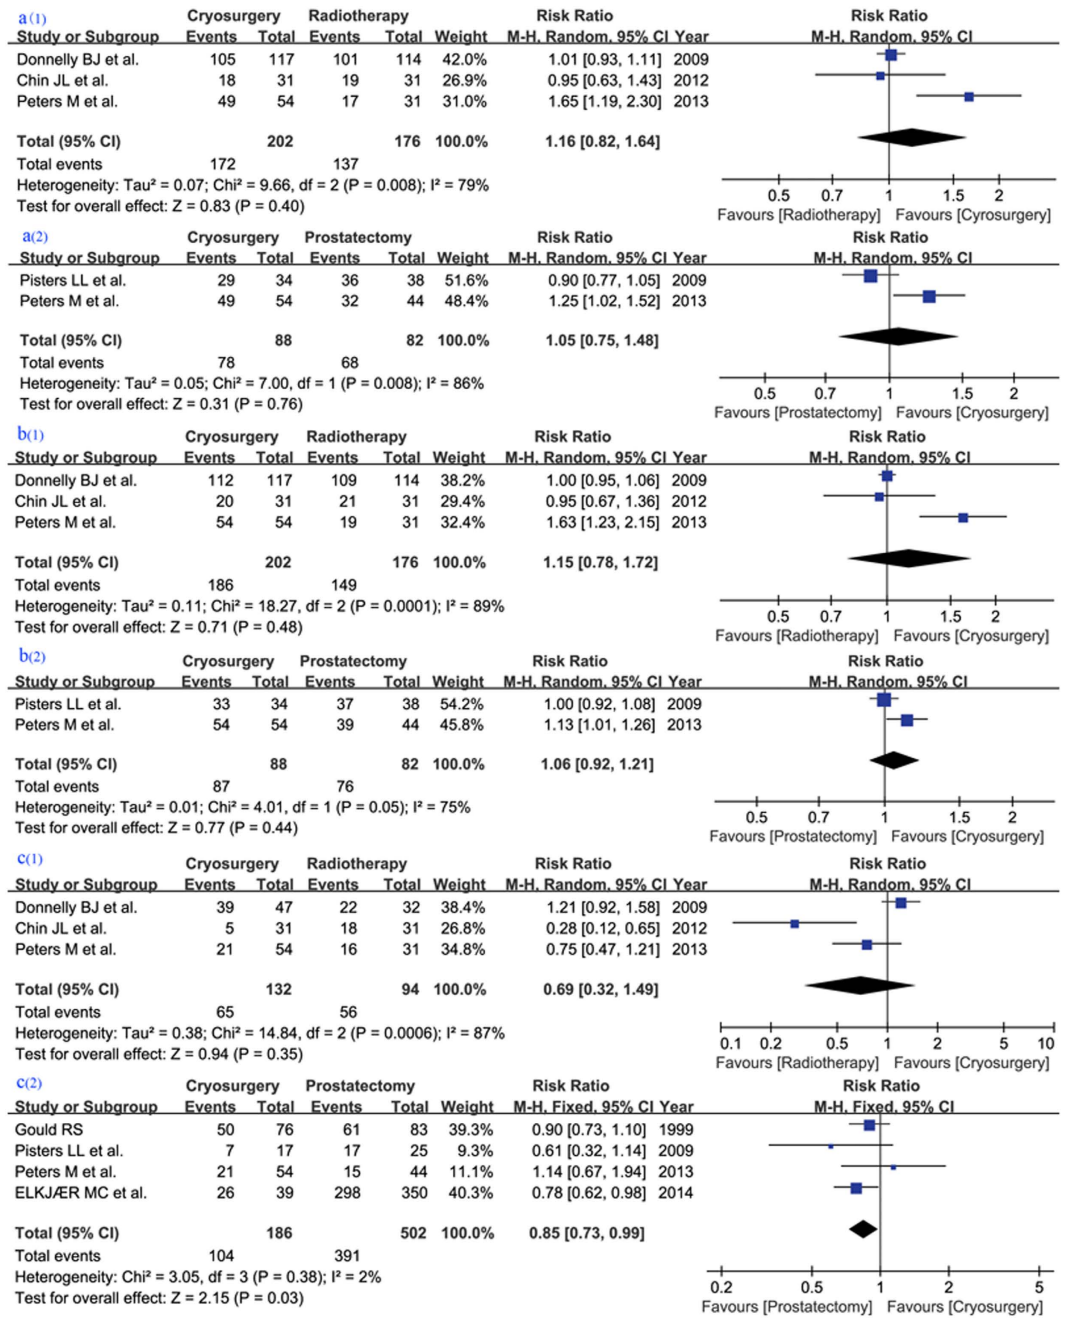 a(1) Cryosurgery Radiotherapy Risk Ratio Risk Ratio
Study or Subgroup Events Total Events Total Weight M-H, Random, 95% CI Year M-H, Random, 95% CI
Donnelly BJ et al. 105 117 101 114 42.0% 1.01 [0.93, 1.11] 2009
Chin JL et al. 18 31 19 31 26.9% 0.95 [0.63, 1.43] 2012
Peters M et al. 49 54 17 31 31.0% 1.65 [1.19, 2.30] 2013
Total (95% CI) 202 176 100.0% 1.16 [0.82, 1.64]
Total events 172 137
Heterogeneity: Tau² = 0.07; Chi² = 9.66, df = 2 (P = 0.008); I² = 79%
Test for overall effect: Z = 0.83 (P = 0.40)
0.5 0.7 1 1.5 2
Favours [Radiotherapy] Favours [Cyrosurgery]
a(2) Cryosurgery Prostatectomy Risk Ratio Risk Ratio
Study or Subgroup Events Total Events Total Weight M-H, Random, 95% CI Year M-H, Random, 95% CI
Pisters LL et al. 29 34 36 38 51.6% 0.90 [0.77, 1.05] 2009
Peters M et al. 49 54 32 44 48.4% 1.25 [1.02, 1.52] 2013
Total (95% CI) 88 82 100.0% 1.05 [0.75, 1.48]
Total events 78 68
Heterogeneity: Tau² = 0.05; Chi² = 7.00, df = 1 (P = 0.008); I² = 86%
Test for overall effect: Z = 0.31 (P = 0.76)
0.5 0.7 1 1.5 2
Favours [Prostatectomy] Favours [Cryosurgery]
b(1) Cryosurgery Radiotherapy Risk Ratio Risk Ratio
Study or Subgroup Events Total Events Total Weight M-H, Random, 95% CI Year M-H, Random, 95% CI
Donnelly BJ et al. 112 117 109 114 38.2% 1.00 [0.95, 1.06] 2009
Chin JL et al. 20 31 21 31 29.4% 0.95 [0.67, 1.36] 2012
Peters M et al. 54 54 19 31 32.4% 1.63 [1.23, 2.15] 2013
Total (95% CI) 202 176 100.0% 1.15 [0.78, 1.72]
Total events 186 149
Heterogeneity: Tau² = 0.11; Chi² = 18.27, df = 2 (P = 0.0001); I² = 89%
Test for overall effect: Z = 0.71 (P = 0.48)
0.5 0.7 1 1.5 2
Favours [Radiotherapy] Favours [Cryosurgery]
b(2) Cryosurgery Prostatectomy Risk Ratio Risk Ratio
Study or Subgroup Events Total Events Total Weight M-H, Random, 95% CI Year M-H, Random, 95% CI
Pisters LL et al. 33 34 37 38 54.2% 1.00 [0.92, 1.08] 2009
Peters M et al. 54 54 39 44 45.8% 1.13 [1.01, 1.26] 2013
Total (95% CI) 88 82 100.0% 1.06 [0.92, 1.21]
Total events 87 76
Heterogeneity: Tau² = 0.01; Chi² = 4.01, df = 1 (P = 0.05); I² = 75%
Test for overall effect: Z = 0.77 (P = 0.44)
0.5 0.7 1 1.5 2
Favours [Prostatectomy] Favours [Cryosurgery]
c(1) Cryosurgery Radiotherapy Risk Ratio Risk Ratio
Study or Subgroup Events Total Events Total Weight M-H, Random, 95% CI Year M-H, Random, 95% CI
Donnelly BJ et al. 39 47 22 32 38.4% 1.21 [0.92, 1.58] 2009
Chin JL et al. 5 31 18 31 26.8% 0.28 [0.12, 0.65] 2012
Peters M et al. 21 54 16 31 34.8% 0.75 [0.47, 1.21] 2013
Total (95% CI) 132 94 100.0% 0.69 [0.32, 1.49]
Total events 65 56
Heterogeneity: Tau² = 0.38; Chi² = 14.84, df = 2 (P = 0.0006); I² = 87%
Test for overall effect: Z = 0.94 (P = 0.35)
0.1 0.2 0.5 1 2 5 10
Favours [Radiotherapy] Favours [Cryosurgery]
c(2) Cryosurgery Prostatectomy Risk Ratio Risk Ratio
Study or Subgroup Events Total Events Total Weight M-H, Fixed, 95% CI Year M-H, Fixed, 95% CI
Gould RS 50 76 61 83 39.3% 0.90 [0.73, 1.10] 1999
Pisters LL et al. 7 17 17 25 9.3% 0.61 [0.32, 1.14] 2009
Peters M et al. 21 54 15 44 11.1% 1.14 [0.67, 1.94] 2013
ELKJÆR MC et al. 26 39 298 350 40.3% 0.78 [0.62, 0.98] 2014
Total (95% CI) 186 502 100.0% 0.85 [0.73, 0.99]
Total events 104 391
Heterogeneity: Chi² = 3.05, df = 3 (P = 0.38); I² = 2%
Test for overall effect: Z = 2.15 (P = 0.03)
0.2 0.5 1 2 5
Favours [Prostatectomy] Favours [Cryosurgery]